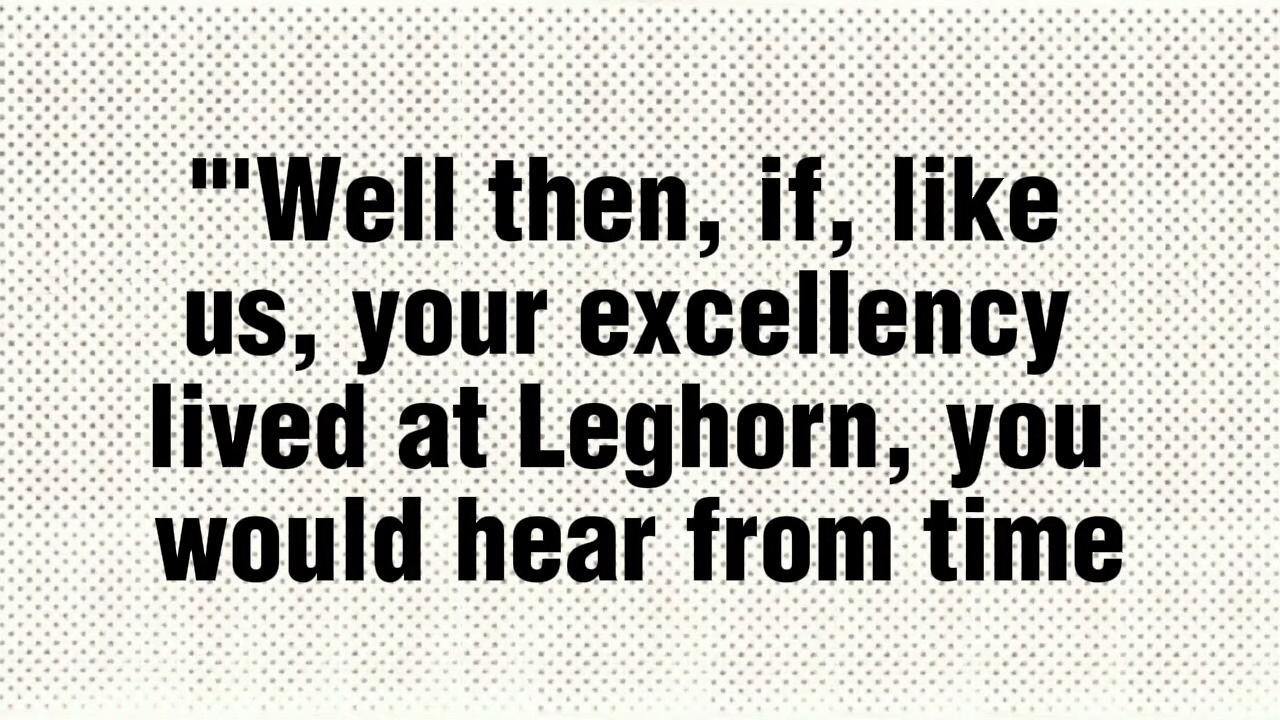 "'Well then, if, like
us, your excellency
lived at Leghorn, you
would hear from time